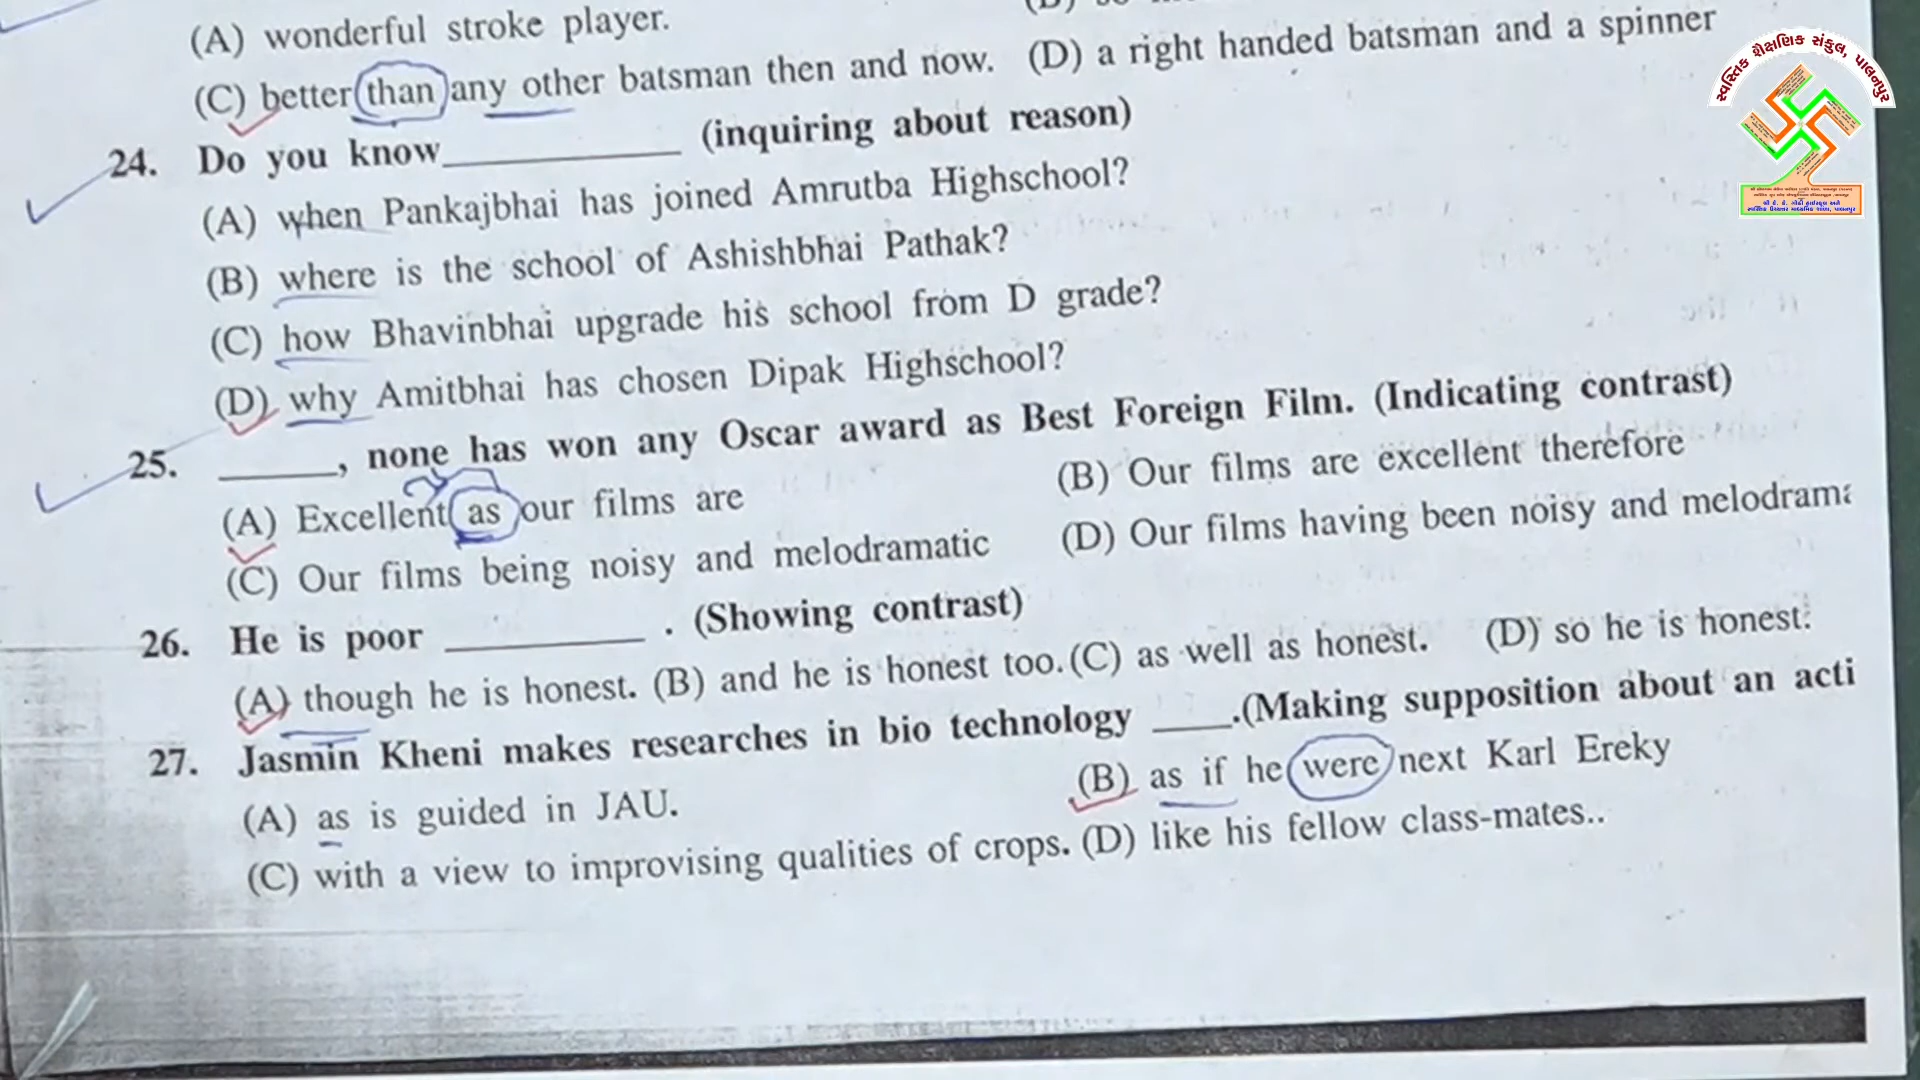 (A) wonderful stroke player.
(C) better than any other batsman then and now. (D) a right handed batsman and a spinner
24. Do you know__________ (inquiring about reason)
(A) when Pankajbhai has joined Amrutba Highschool?
(B) where is the school of Ashishbhai Pathak?
(C) how Bhavinbhai upgrade his school from D grade?
(D) why Amitbhai has chosen Dipak Highschool?
25. ______, none has won any Oscar award as Best Foreign Film. (Indicating contrast)
(A) Excellent as our films are (B) Our films are excellent therefore
(C) Our films being noisy and melodramatic (D) Our films having been noisy and melodrama
26. He is poor __________ . (Showing contrast)
(A) though he is honest. (B) and he is honest too. (C) as well as honest. (D) so he is honest.
27. Jasmin Kheni makes researches in bio technology ____.(Making supposition about an acti
(A) as is guided in JAU. (B) as if he were next Karl Ereky
(C) with a view to improvising qualities of crops. (D) like his fellow class-mates..
સ્વસ્તિક શૈક્ષણિક સંકુલ, પાલનપુર